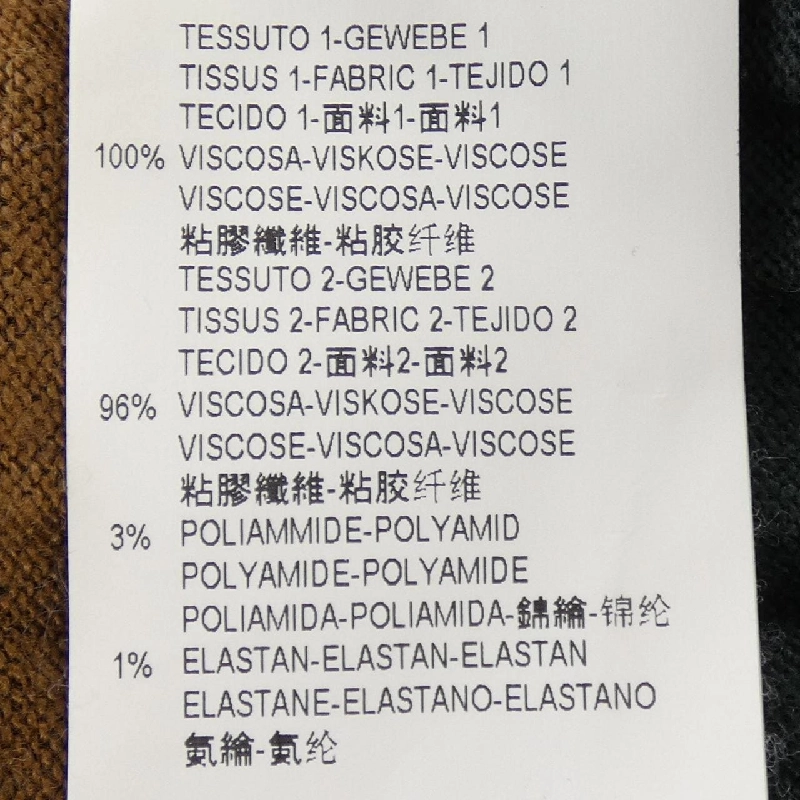 TESSUTO 1-GEWEBE 1
TISSUS 1-FABRIC 1-TEJIDO 1
TECIDO 1-面料1-面料1
100% VISCOSA-VISKOSE-VISCOSE
VISCOSE-VISCOSA-VISCOSE
粘膠纖維-粘胶纤维
TESSUTO 2-GEWEBE 2
TISSUS 2-FABRIC 2-TEJIDO 2
TECIDO 2-面料2-面料2
96% VISCOSA-VISKOSE-VISCOSE
VISCOSE-VISCOSA-VISCOSE
粘膠纖維-粘胶纤维
3% POLIAMMIDE-POLYAMID
POLYAMIDE-POLYAMIDE
POLIAMIDA-POLIAMIDA-錦綸-锦纶
1% ELASTAN-ELASTAN-ELASTAN
ELASTANE-ELASTANO-ELASTANO
氨綸-氨纶